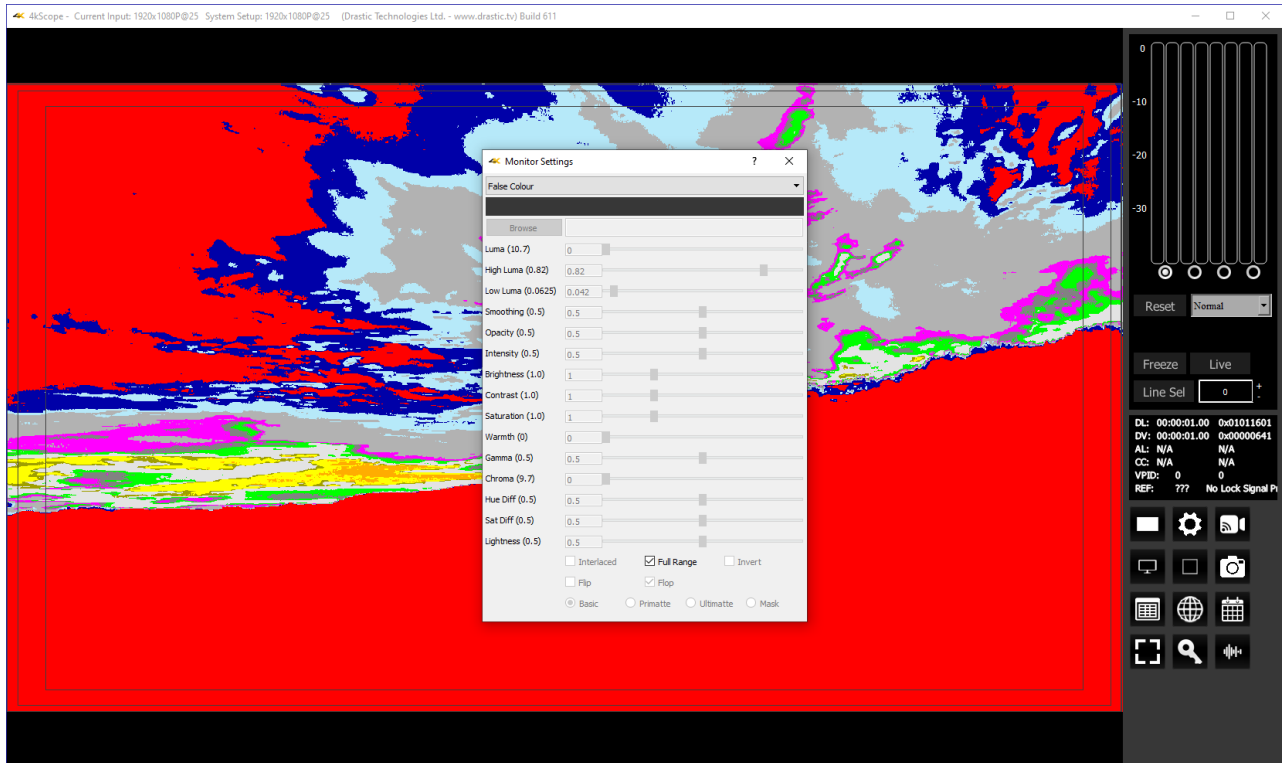 4kScope - Current Input: 1920x1080P@25 System Setup: 1920x1080P@25 (Drastic Technologies Ltd. - www.drastic.tv) Build 611
Monitor Settings
?
False Colour
Browse
Luma (10.7) 0
High Luma (0.82) 0.82
Low Luma (0.0625) 0.042
Smoothing (0.5) 0.5
Opacity (0.5) 0.5
Intensity (0.5) 0.5
Brightness (1.0) 1
Contrast (1.0) 1
Saturation (1.0) 1
Warmth (0) 0
Gamma (0.5) 0.5
Chroma (9.7) 0
Hue Diff (0.5) 0.5
Sat Diff (0.5) 0.5
Lightness (0.5) 0.5
Interlaced Full Range Invert
Flip Flop
Basic Primatte Ultimatte Mask
0
-10
-20
-30
Reset Normal
Freeze Live
Line Sel 0 + -
DL: 00:00:01.00 0x01011601
DV: 00:00:01.00 0x00000641
AL: N/A N/A
CC: N/A N/A
VPID: 0 0
REF: ??? No Lock Signal Pr